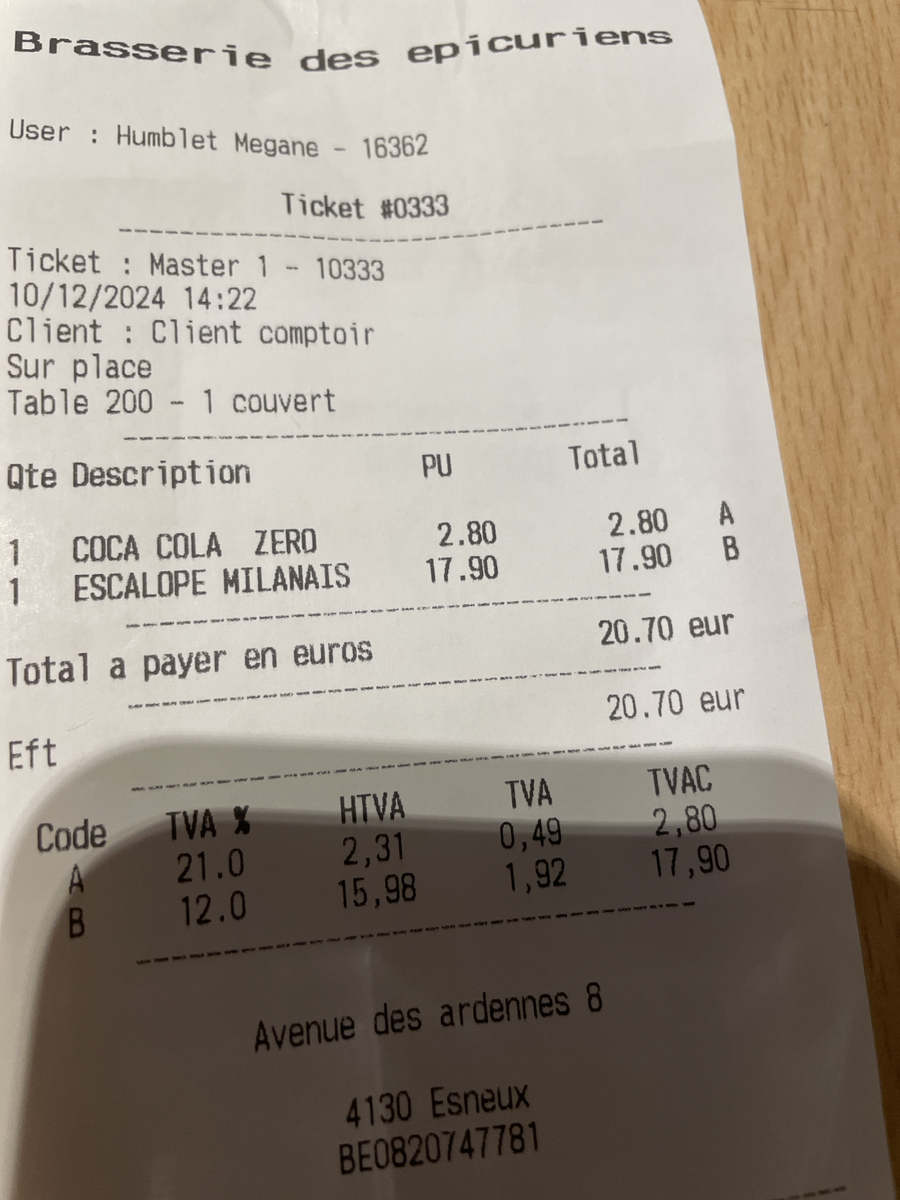 Brasserie des epicuriens
User : Humblet Megane - 16362
Ticket #0333
Ticket : Master 1 - 10333
10/12/2024 14:22
Client : Client comptoir
Sur place
Table 200 - 1 couvert
Qte Description PU Total
1 COCA COLA ZERO 2.80 2.80 A
1 ESCALOPE MILANAIS 17.90 17.90 B
Total a payer en euros 20.70 eur
Eft 20.70 eur
Code TVA % HTVA TVA TVAC
A 21.0 2,31 0,49 2,80
B 12.0 15,98 1,92 17,90
Avenue des ardennes 8
4130 Esneux
BE0820747781